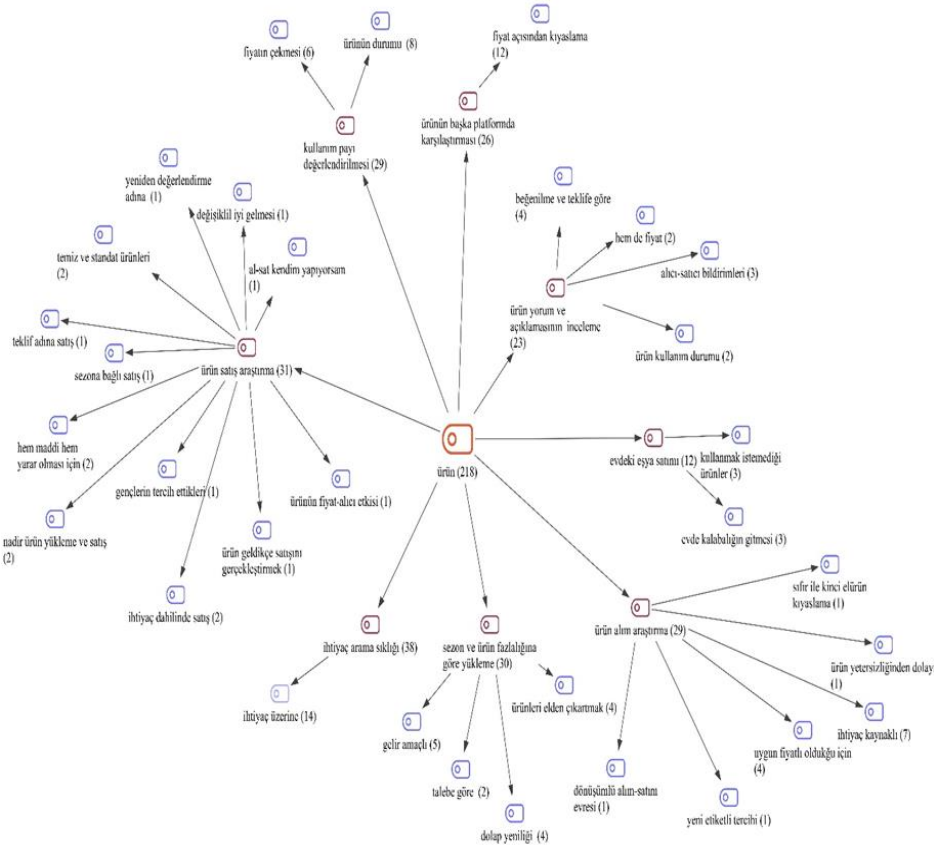 fiyat açısından kıyaslama
(12)
fiyatın çekmesi (6)
ürünün durumu (8)
ürünün başka platformda
karşılaştırması (26)
kullanım payı
değerlendirilmesi (29)
yeniden değerlendirme
adına (1)
değişiklil iyi gelmesi (1)
beğenilme ve teklife göre
(4)
hem de fiyat (2)
temiz ve standat ürünleri
(2)
al-sat kendim yapıyorsam
(1)
alıcı-satıcı bildirimleri (3)
ürün yorum ve
açıklamasının inceleme
(23)
teklif adına satış (1)
sezona bağlı satış (1)
ürün satış araştırma (31)
ürün kullanım durumu (2)
hem maddi hem
yarar olması için (2)
gençlerin tercih ettikleri (1)
ürünün fiyat-alıcı etkisi (1)
ürün (218)
evdeki eşya satımı (12)
kullanmak istemediği
ürünler (3)
nadir ürün yükleme ve satış
(2)
ürün geldikçe satışını
gerçekleştirmek (1)
evde kalabalığın gitmesi (3)
ihtiyaç dahilinde satış (2)
sıfır ile kinci elürün
kıyaslama (1)
ihtiyaç arama sıklığı (38)
sezon ve ürün fazlalığına
göre yükleme (30)
ürün alım araştırma (29)
ürün yetersizliğinden dolay
(1)
ihtiyaç üzerine (14)
ürünleri elden çıkartmak (4)
ihtiyaç kaynaklı (7)
gelir amaçlı (5)
uygun fiyatlı oldukğu için
(4)
talebe göre (2)
dönüşümlü alım-satım
evresi (1)
yeni etiketli tercihi (1)
dolap yeniliği (4)